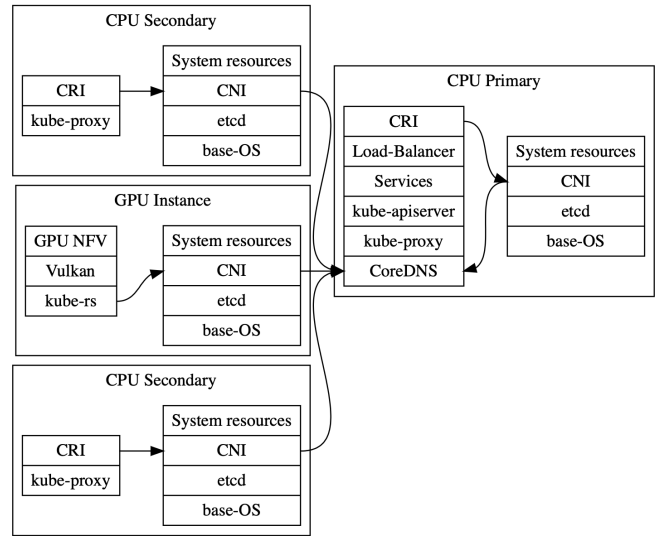 CPU Secondary
CRI
kube-proxy
System resources
CNI
etcd
base-OS
GPU Instance
GPU NFV
Vulkan
kube-rs
System resources
CNI
etcd
base-OS
CPU Secondary
CRI
kube-proxy
System resources
CNI
etcd
base-OS
CPU Primary
CRI
Load-Balancer
Services
kube-apiserver
kube-proxy
CoreDNS
System resources
CNI
etcd
base-OS